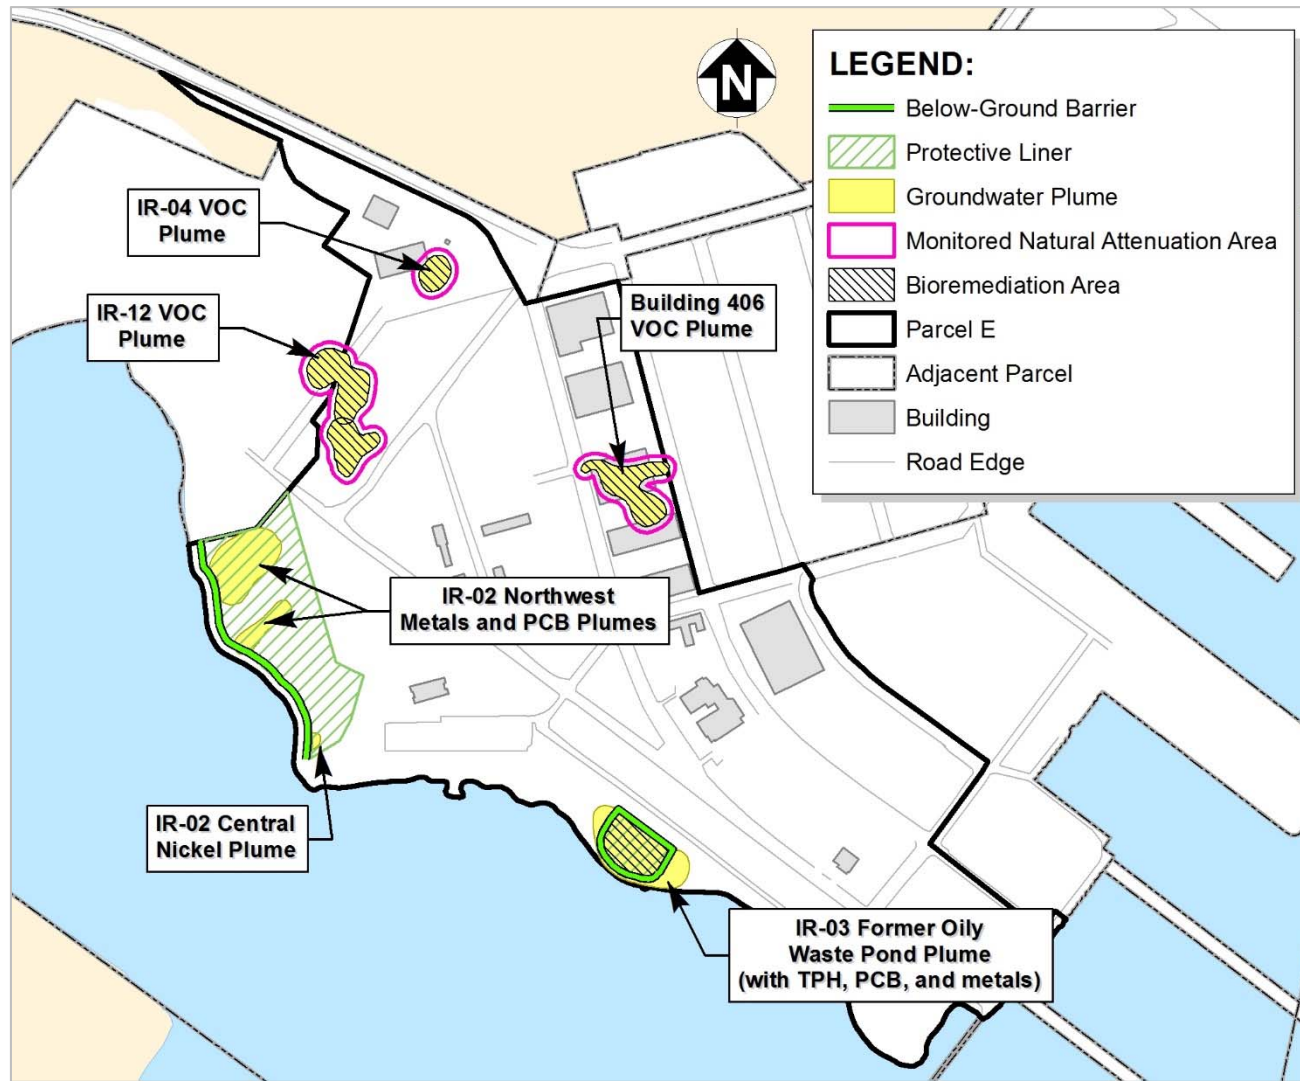 N
LEGEND:
Below-Ground Barrier
Protective Liner
Groundwater Plume
Monitored Natural Attenuation Area
Bioremediation Area
Parcel E
Adjacent Parcel
Building
Road Edge
IR-04 VOC
Plume
IR-12 VOC
Plume
Building 406
VOC Plume
IR-02 Northwest
Metals and PCB Plumes
IR-02 Central
Nickel Plume
IR-03 Former Oily
Waste Pond Plume
(with TPH, PCB, and metals)